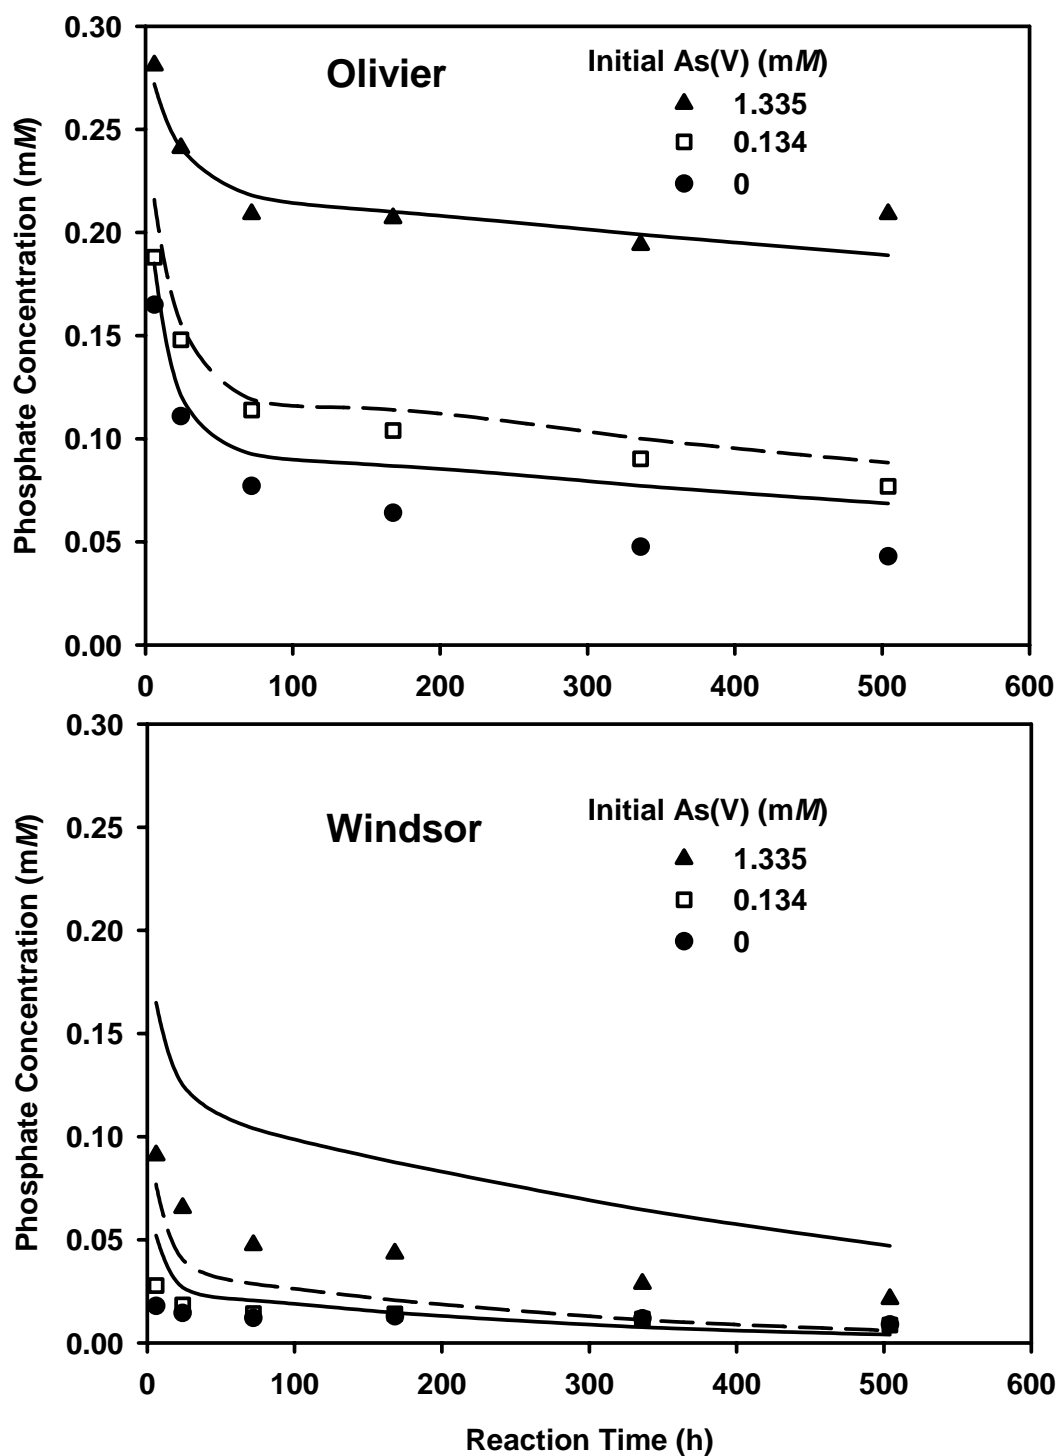 0.30
Olivier
Initial As(V) (mM)
1.335
0.134
0
0.25
0.20
0.15
0.10
0.05
0.00
Phosphate Concentration (mM)
0 100 200 300 400 500 600
0.30
Windsor
Initial As(V) (mM)
1.335
0.134
0
0.25
0.20
0.15
0.10
0.05
0.00
Phosphate Concentration (mM)
0 100 200 300 400 500 600
Reaction Time (h)